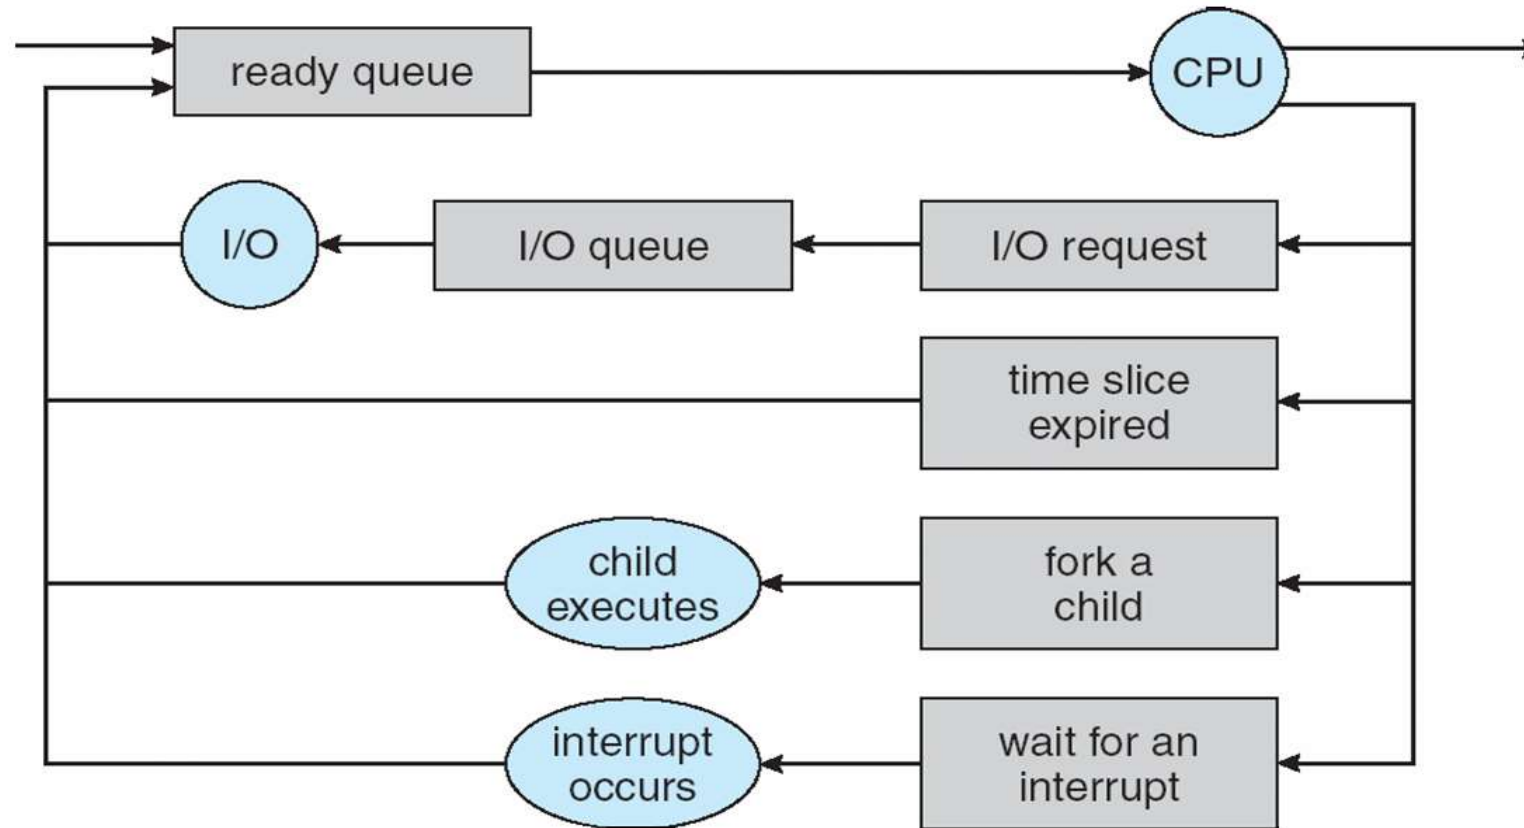 ready queue
CPU
I/O
I/O queue
I/O request
time slice
expired
child
executes
fork a
child
interrupt
occurs
wait for an
interrupt